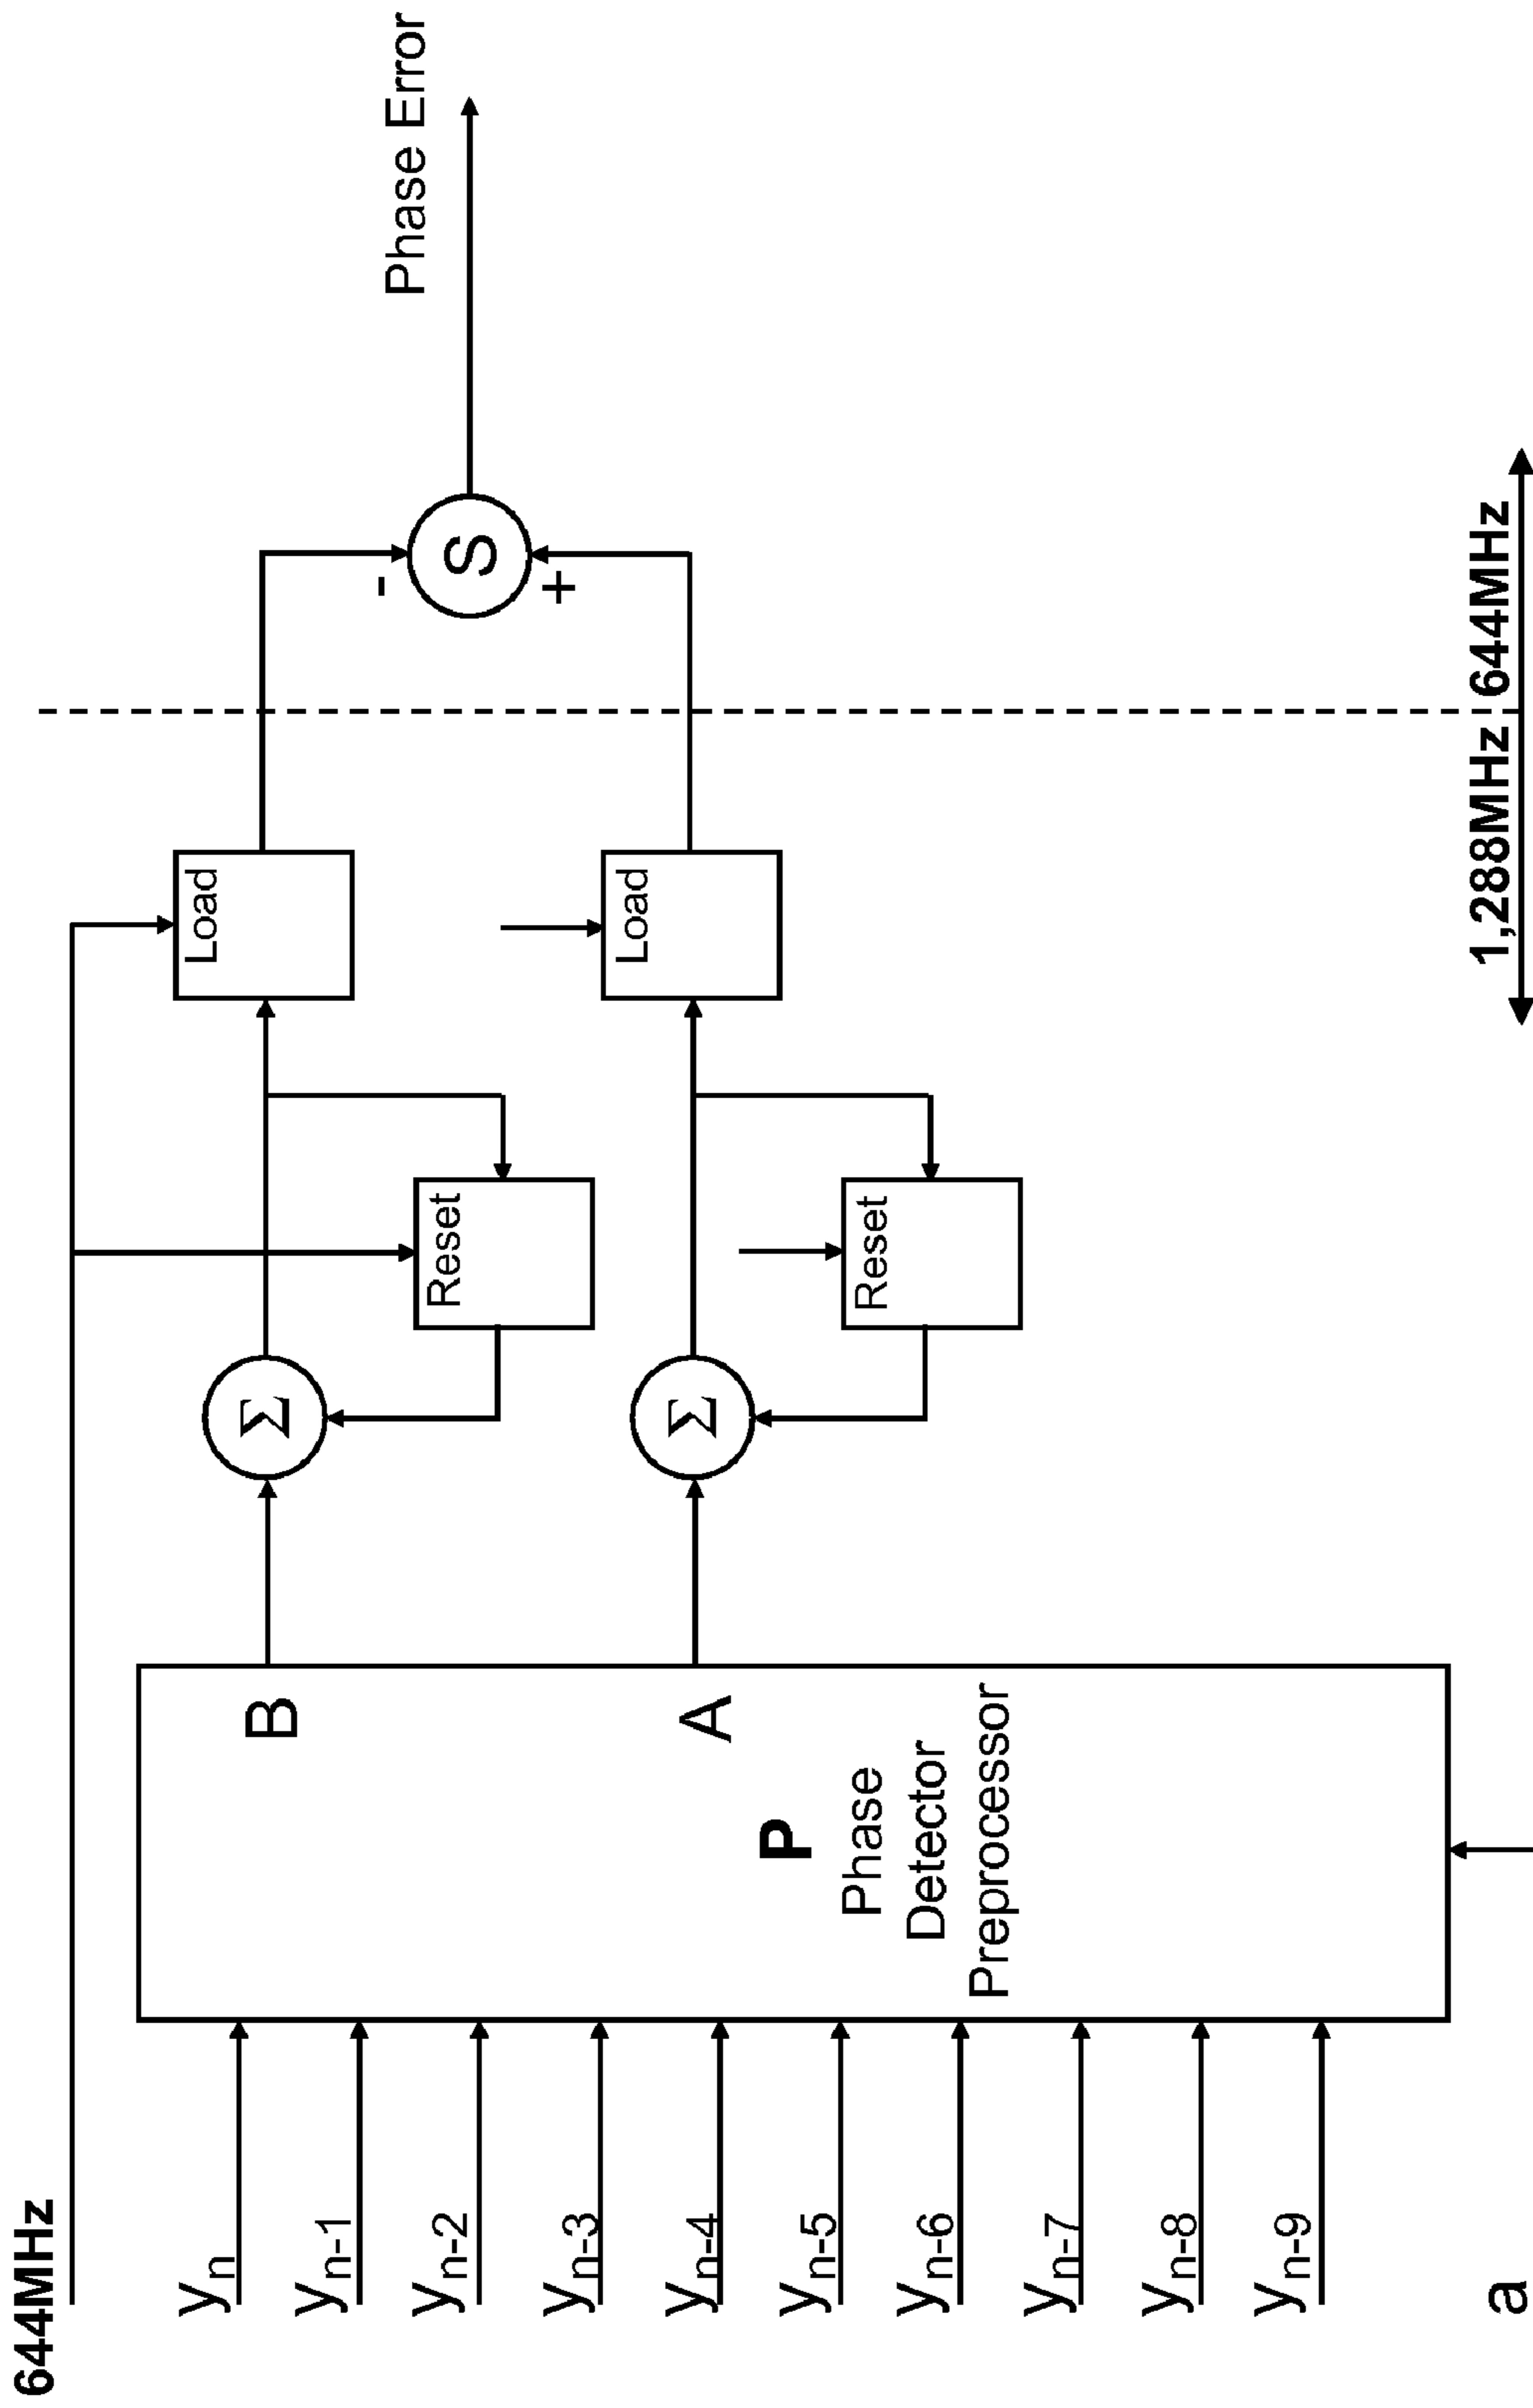 644MHz
y_n
y_n-1
y_n-2
y_n-3
y_n-4
y_n-5
y_n-6
y_n-7
y_n-8
y_n-9
a
B
A
P
Phase
Detector
Preprocessor
Σ
Σ
Reset
Reset
Load
Load
-
S
+
Phase Error
1,288MHz
644MHz